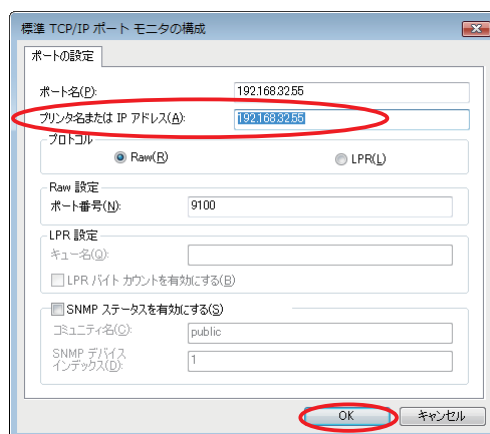 標準 TCP/IP ポート モニタの構成
ポートの設定
ポート名(P): 192.168.32.55
プリンタ名または IP アドレス(A): 192.168.32.55
プロトコル
Raw(R) LPR(L)
Raw 設定
ポート番号(N): 9100
LPR 設定
キュー名(Q):
LPR バイト カウントを有効にする(B)
SNMP ステータスを有効にする(S)
コミュニティ名(C): public
SNMP デバイス
インデックス(D): 1
OK キャンセル